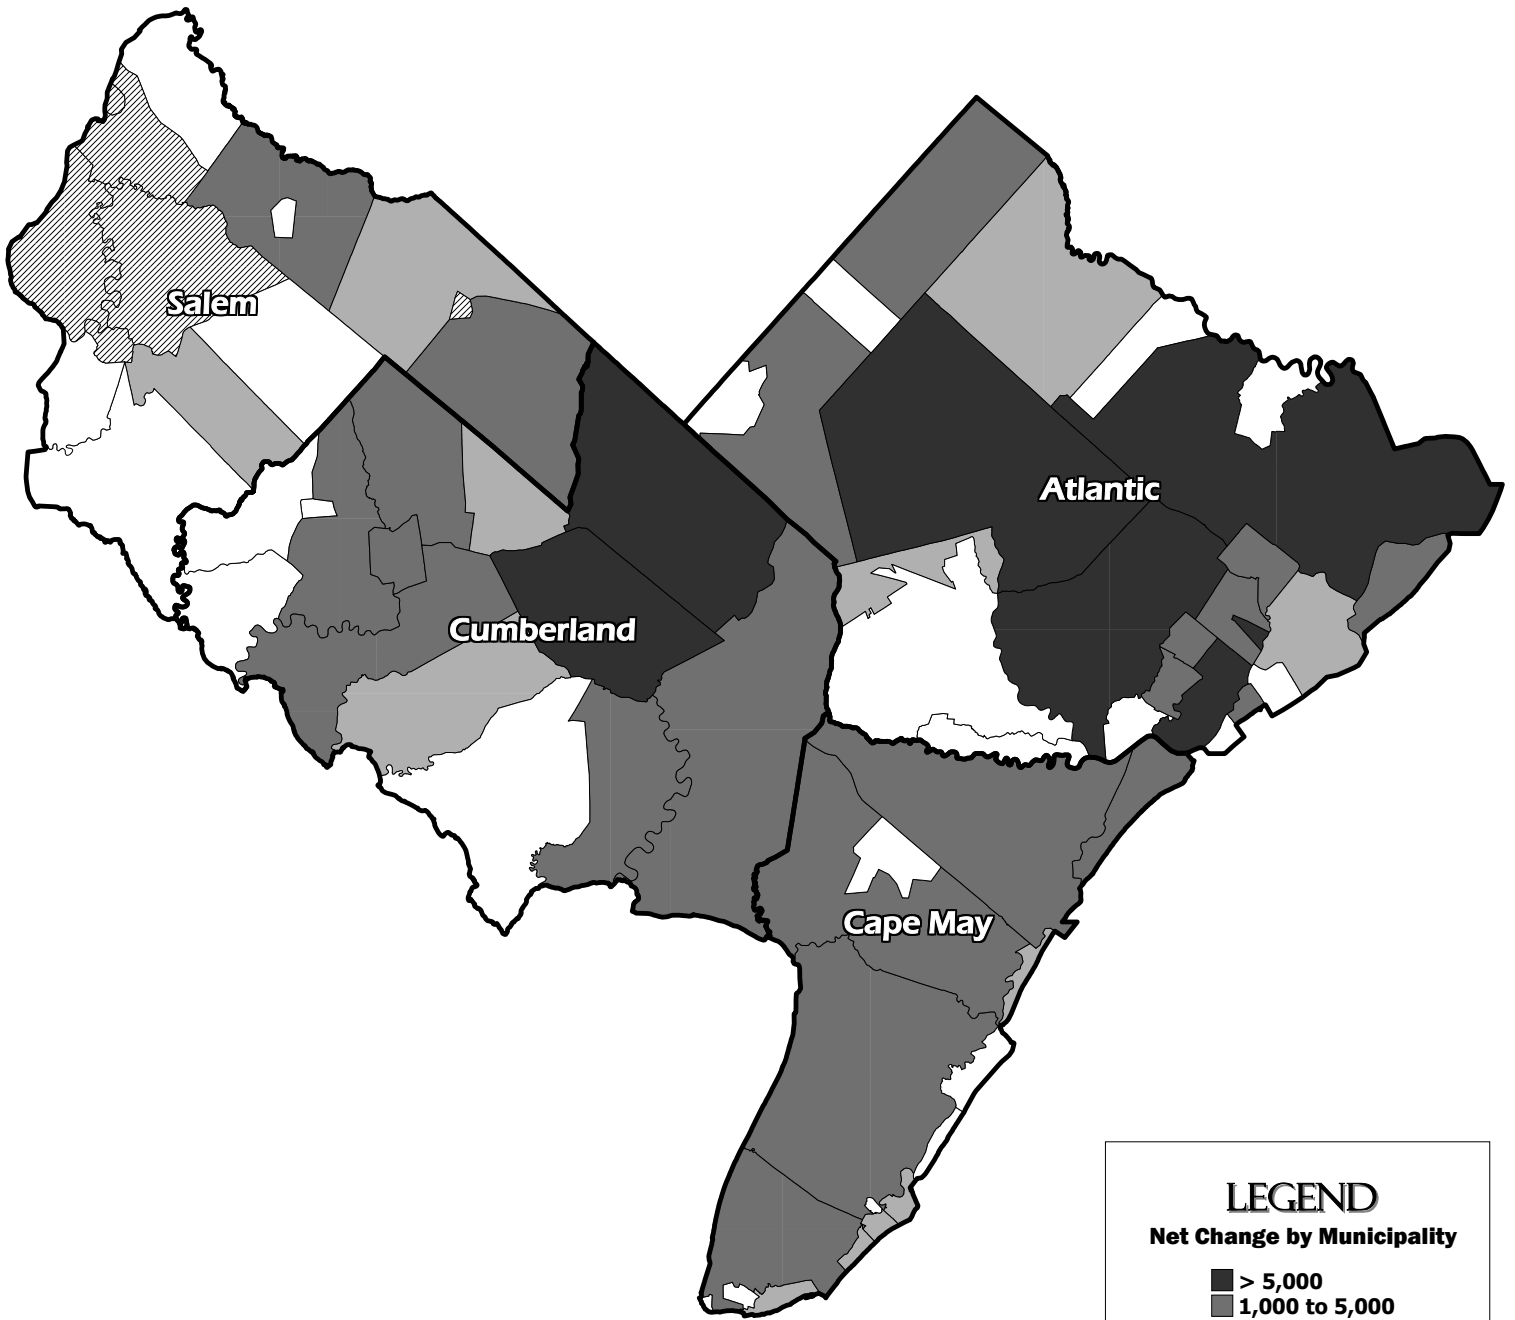 Salem
Atlantic
Cumberland
Cape May
LEGEND
Net Change by Municipality
> 5,000
1,000 to 5,000